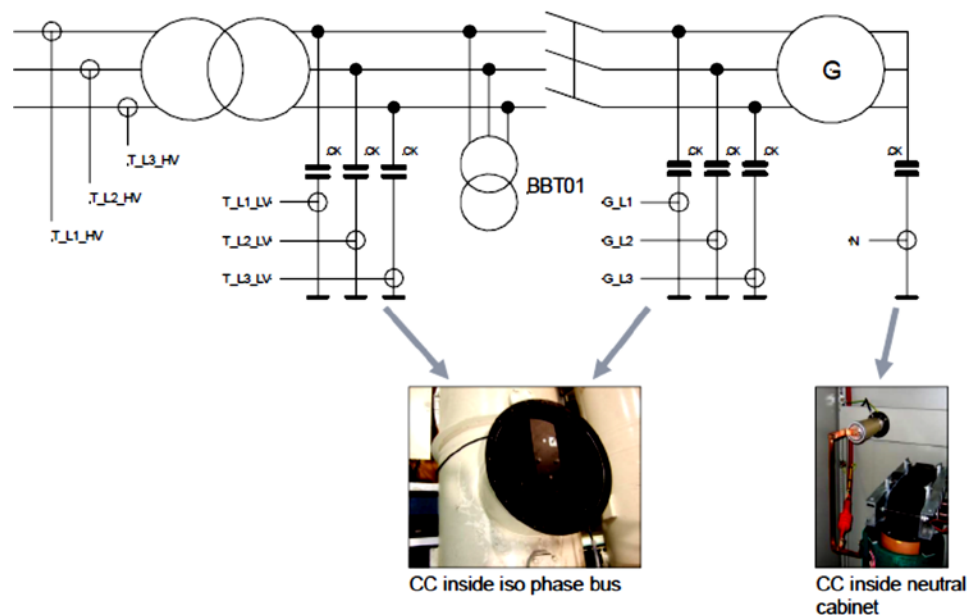 G
.CK .CK .CK
.CK .CK .CK
.CK
.T_L3_HV
.T_L2_HV
.T_L1_HV
.BBT01
T_L1_LV
T_L2_LV
T_L3_LV
G_L1
G_L2
G_L3
N
CC inside iso phase bus
CC inside neutral
cabinet